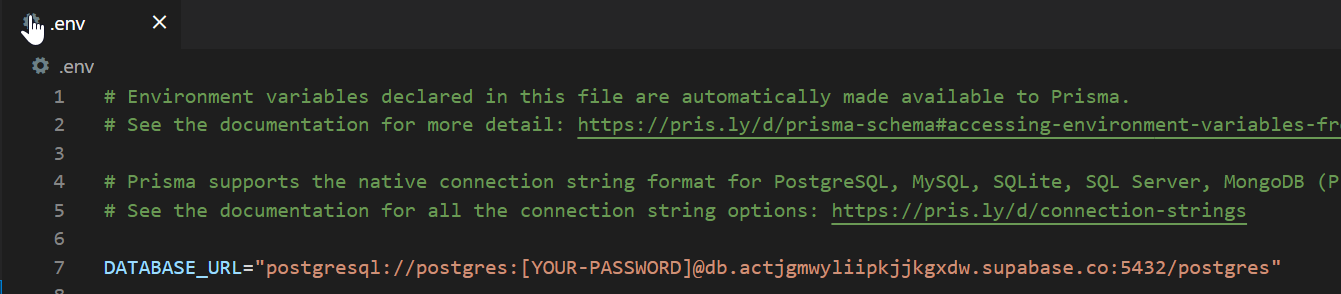 .env
.env
1 # Environment variables declared in this file are automatically made available to Prisma.
2 # See the documentation for more detail: https://pris.ly/d/prisma-schema#accessing-environment-variables-fr
3
4 # Prisma supports the native connection string format for PostgreSQL, MySQL, SQLite, SQL Server, MongoDB (P
5 # See the documentation for all the connection string options: https://pris.ly/d/connection-strings
6
7 DATABASE_URL="postgresql://postgres:[YOUR-PASSWORD]@db.actjgmwyliipkjjkgxdw.supabase.co:5432/postgres"